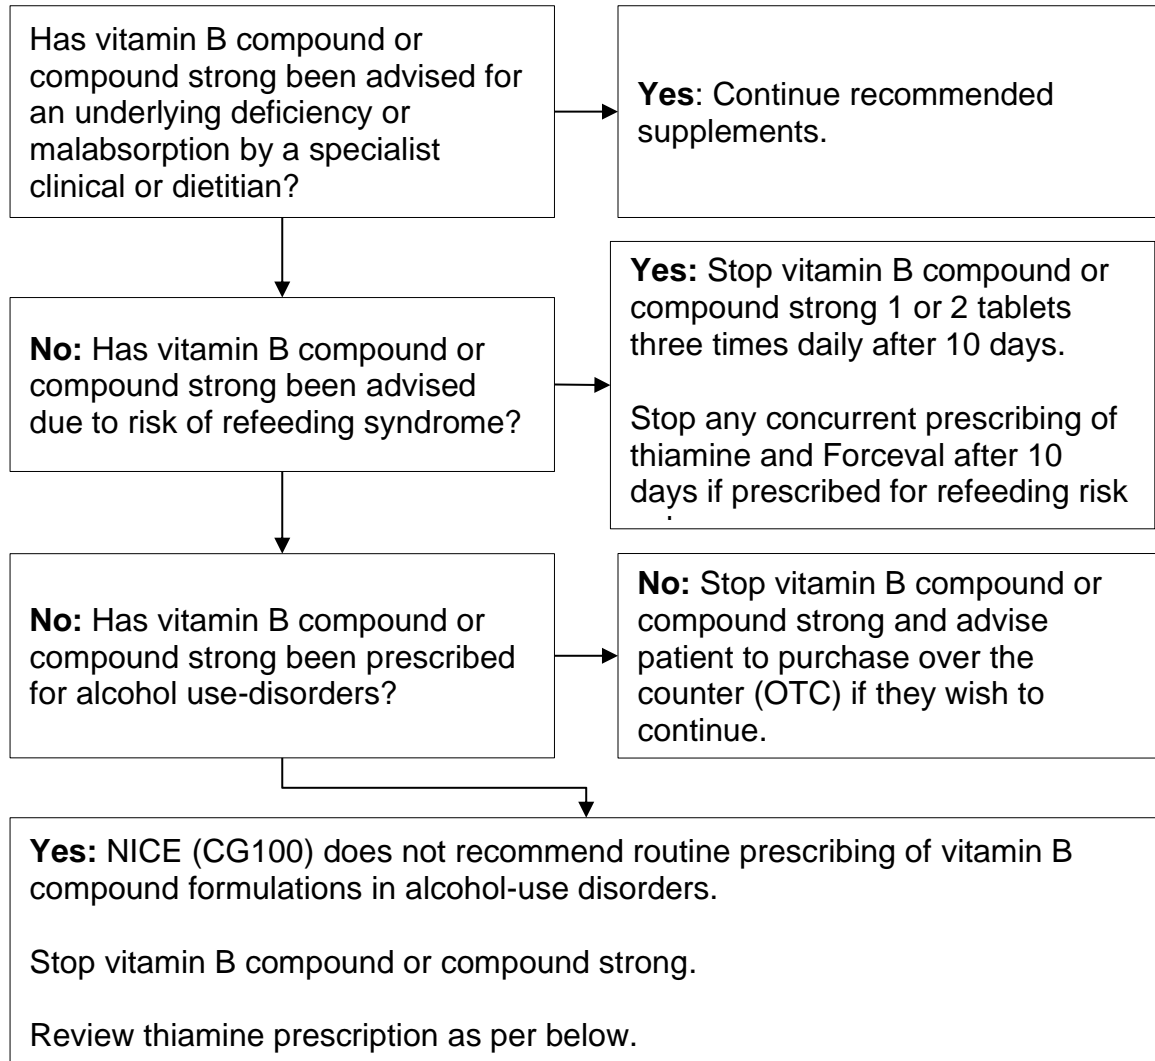 Has vitamin B compound or
compound strong been advised for
an underlying deficiency or
malabsorption by a specialist
clinical or dietitian?
Yes: Continue recommended
supplements.
No: Has vitamin B compound or
compound strong been advised
due to risk of refeeding syndrome?
Yes: Stop vitamin B compound or
compound strong 1 or 2 tablets
three times daily after 10 days.
Stop any concurrent prescribing of
thiamine and Forceval after 10
days if prescribed for refeeding risk
No: Has vitamin B compound or
compound strong been prescribed
for alcohol use-disorders?
No: Stop vitamin B compound or
compound strong and advise
patient to purchase over the
counter (OTC) if they wish to
continue.
Yes: NICE (CG100) does not recommend routine prescribing of vitamin B
compound formulations in alcohol-use disorders.
Stop vitamin B compound or compound strong.
Review thiamine prescription as per below.